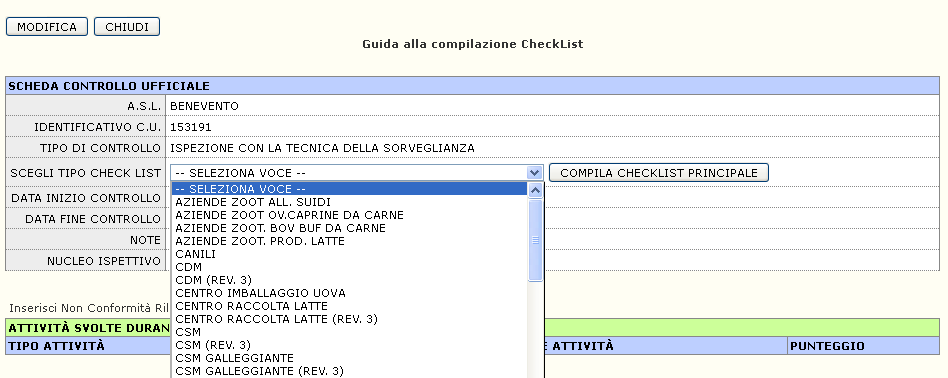 MODIFICA CHIUDI
Guida alla compilazione CheckList
SCHEDA CONTROLLO UFFICIALE
A.S.L. BENEVENTO
IDENTIFICATIVO C.U. 153191
TIPO DI CONTROLLO ISPEZIONE CON LA TECNICA DELLA SORVEGLIANZA
SCEGLI TIPO CHECK LIST -- SELEZIONA VOCE -- COMPILA CHECKLIST PRINCIPALE
-- SELEZIONA VOCE --
DATA INIZIO CONTROLLO AZIENDE ZOOT ALL. SUIDI
AZIENDE ZOOT OV.CAPRINE DA CARNE
DATA FINE CONTROLLO AZIENDE ZOOT. BOV BUF DA CARNE
NOTE AZIENDE ZOOT. PROD. LATTE
CANILI
NUCLEO ISPETTIVO CDM
CDM (REV. 3)
CENTRO IMBALLAGGIO UOVA
Inserisci Non Conformità Ril CENTRO RACCOLTA LATTE
CENTRO RACCOLTA LATTE (REV. 3)
ATTIVITÀ SVOLTE DURAN CSM
TIPO ATTIVITÀ CSM (REV. 3) E ATTIVITÀ PUNTEGGIO
CSM GALLEGGIANTE
CSM GALLEGGIANTE (REV. 3)